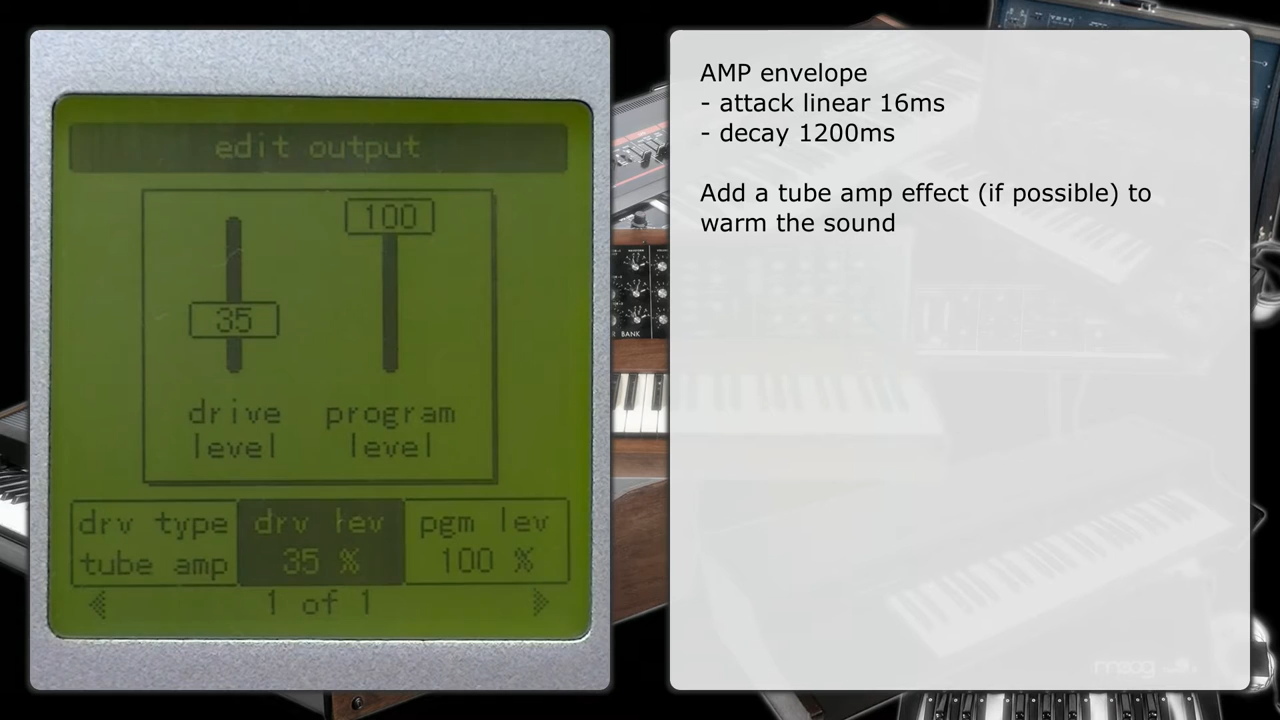 edit output
100
35
drive level
program level
drv type
drv lev
pgm lev
tube amp
35 %
100 %
1 of 1
AMP envelope
- attack linear 16ms
- decay 1200ms
Add a tube amp effect (if possible) to
warm the sound
BANK
moog